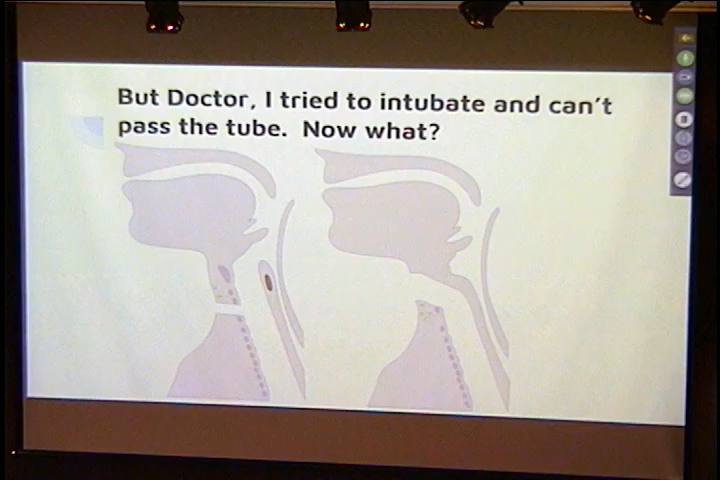 But Doctor, I tried to intubate and can't
pass the tube. Now what?